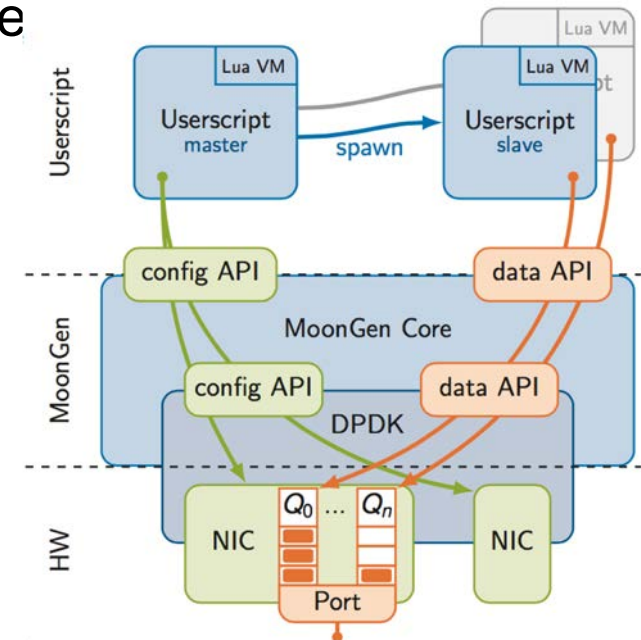 e
Userscript
Lua VM
Userscript
master
spawn
Lua VM
Userscript
slave
Lua VM
pt
config API
data API
MoonGen
MoonGen Core
config API
data API
DPDK
HW
NIC
Q0 ... Qn
NIC
Port